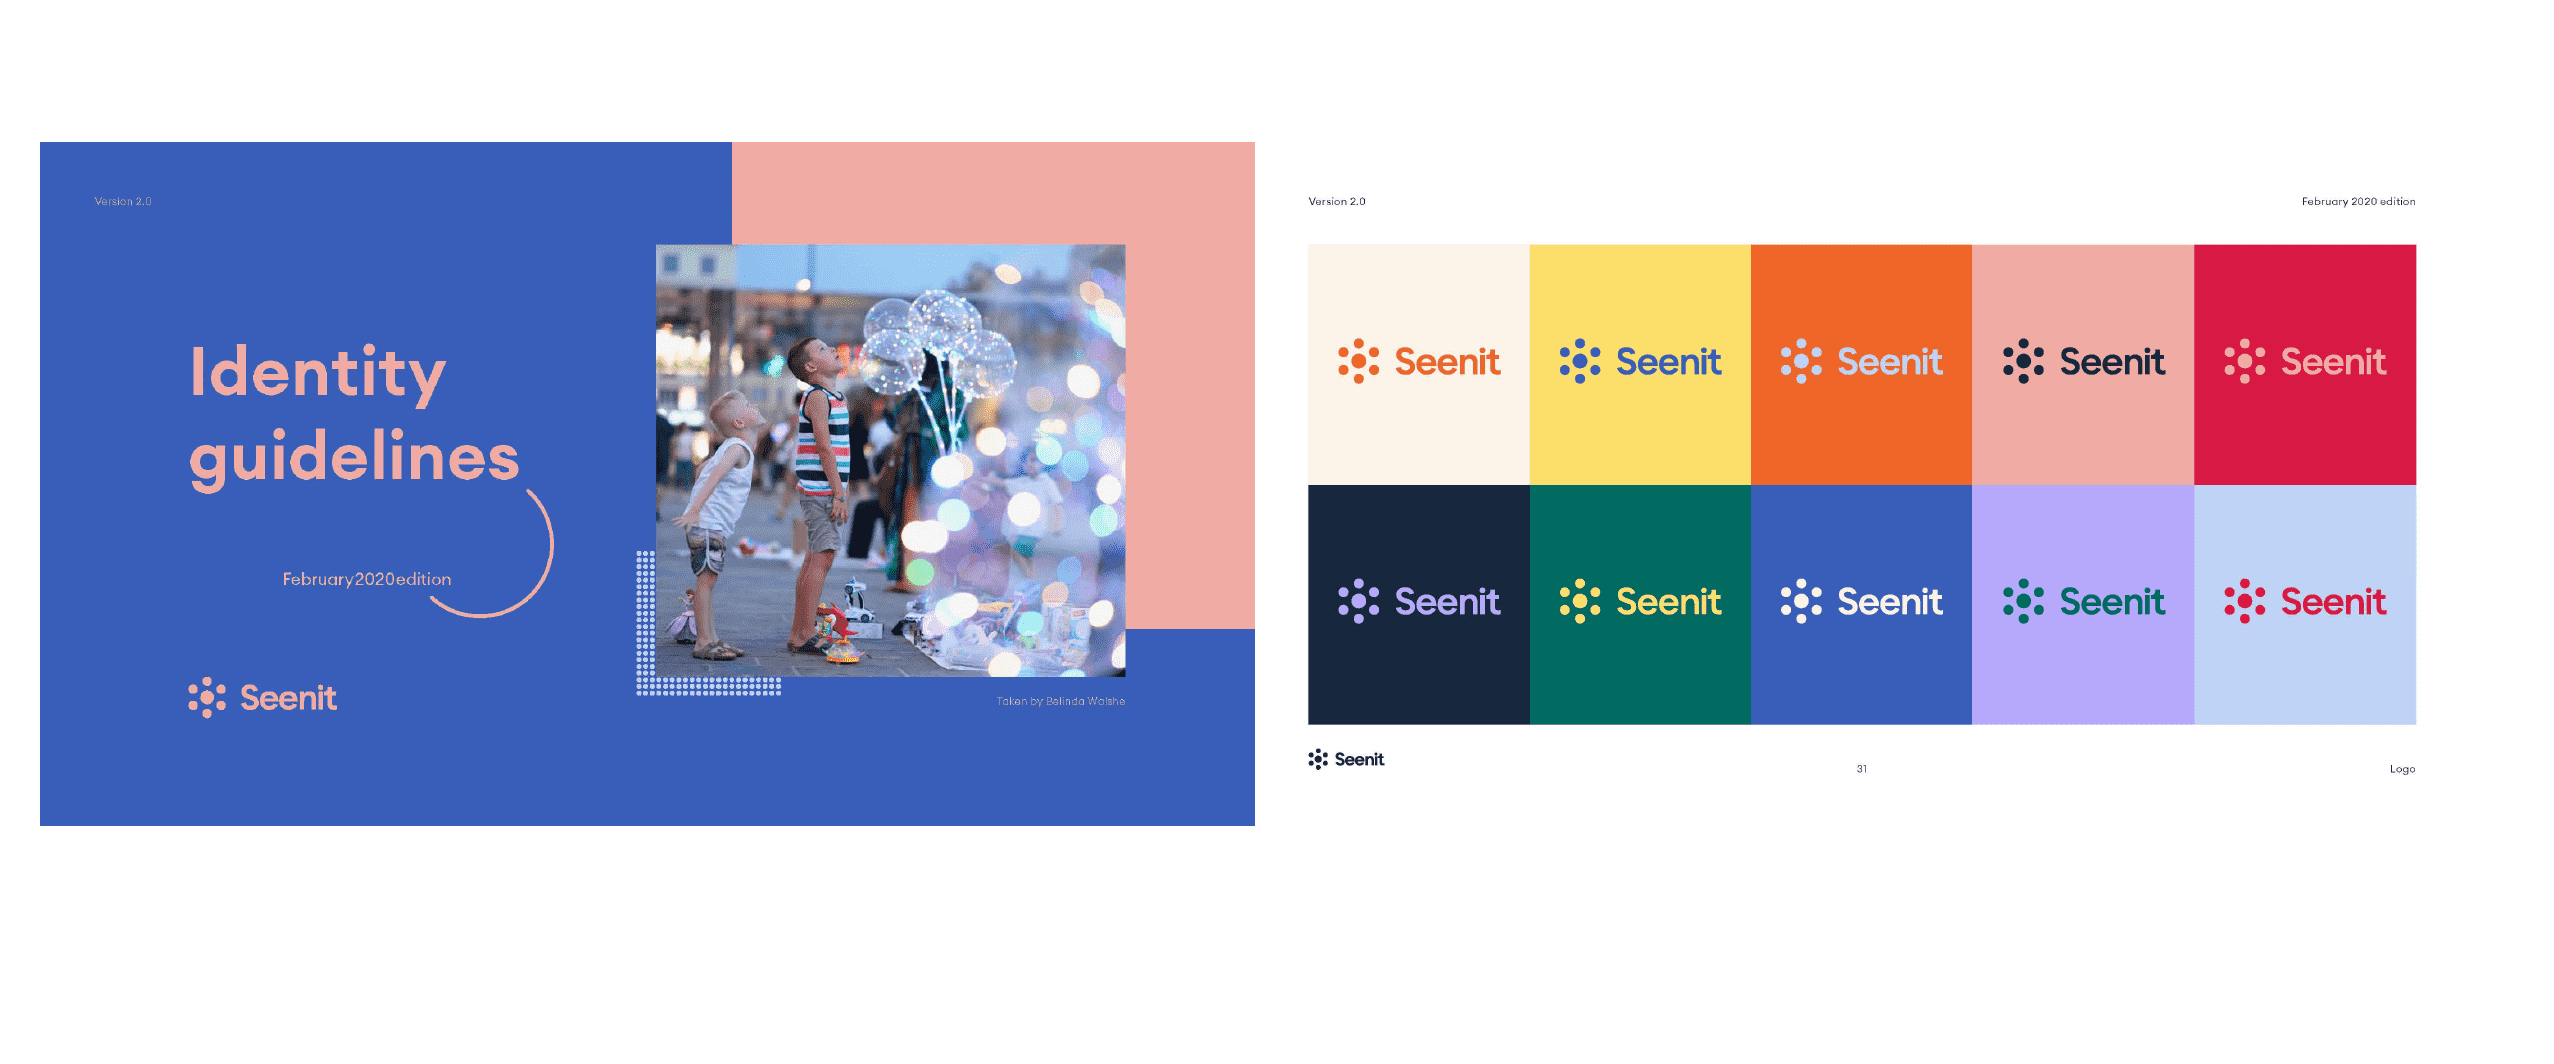 Version 2.0
Identity
guidelines
February2020edition
Seenit
Taken by Belinda Walshe
Version 2.0
February 2020 edition
Seenit
Seenit
Seenit
Seenit
Seenit
Seenit
Seenit
Seenit
Seenit
Seenit
Seenit
31
Logo